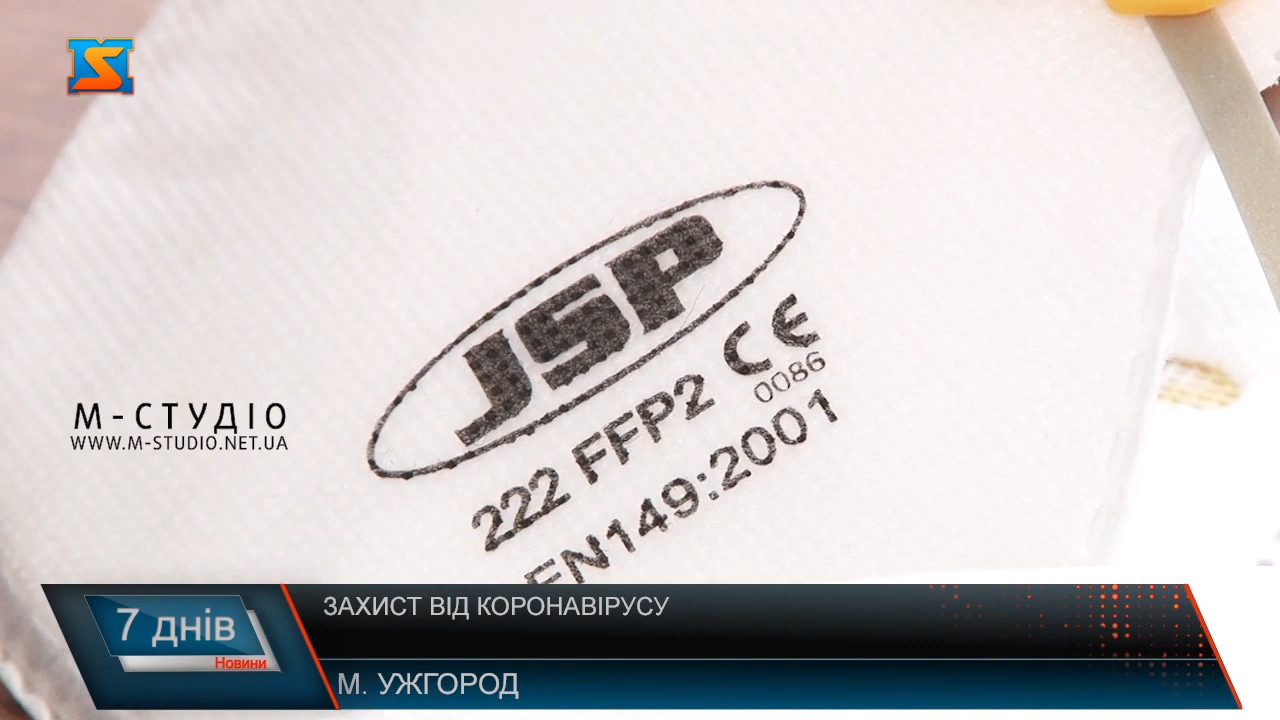 JSP
222 FFP2 CE
0086
EN149:2001
М-СТУДІО
WWW.M-STUDIO.NET.UA
7 днів
Новини
ЗАХИСТ ВІД КОРОНАВІРУСУ
М. УЖГОРОД